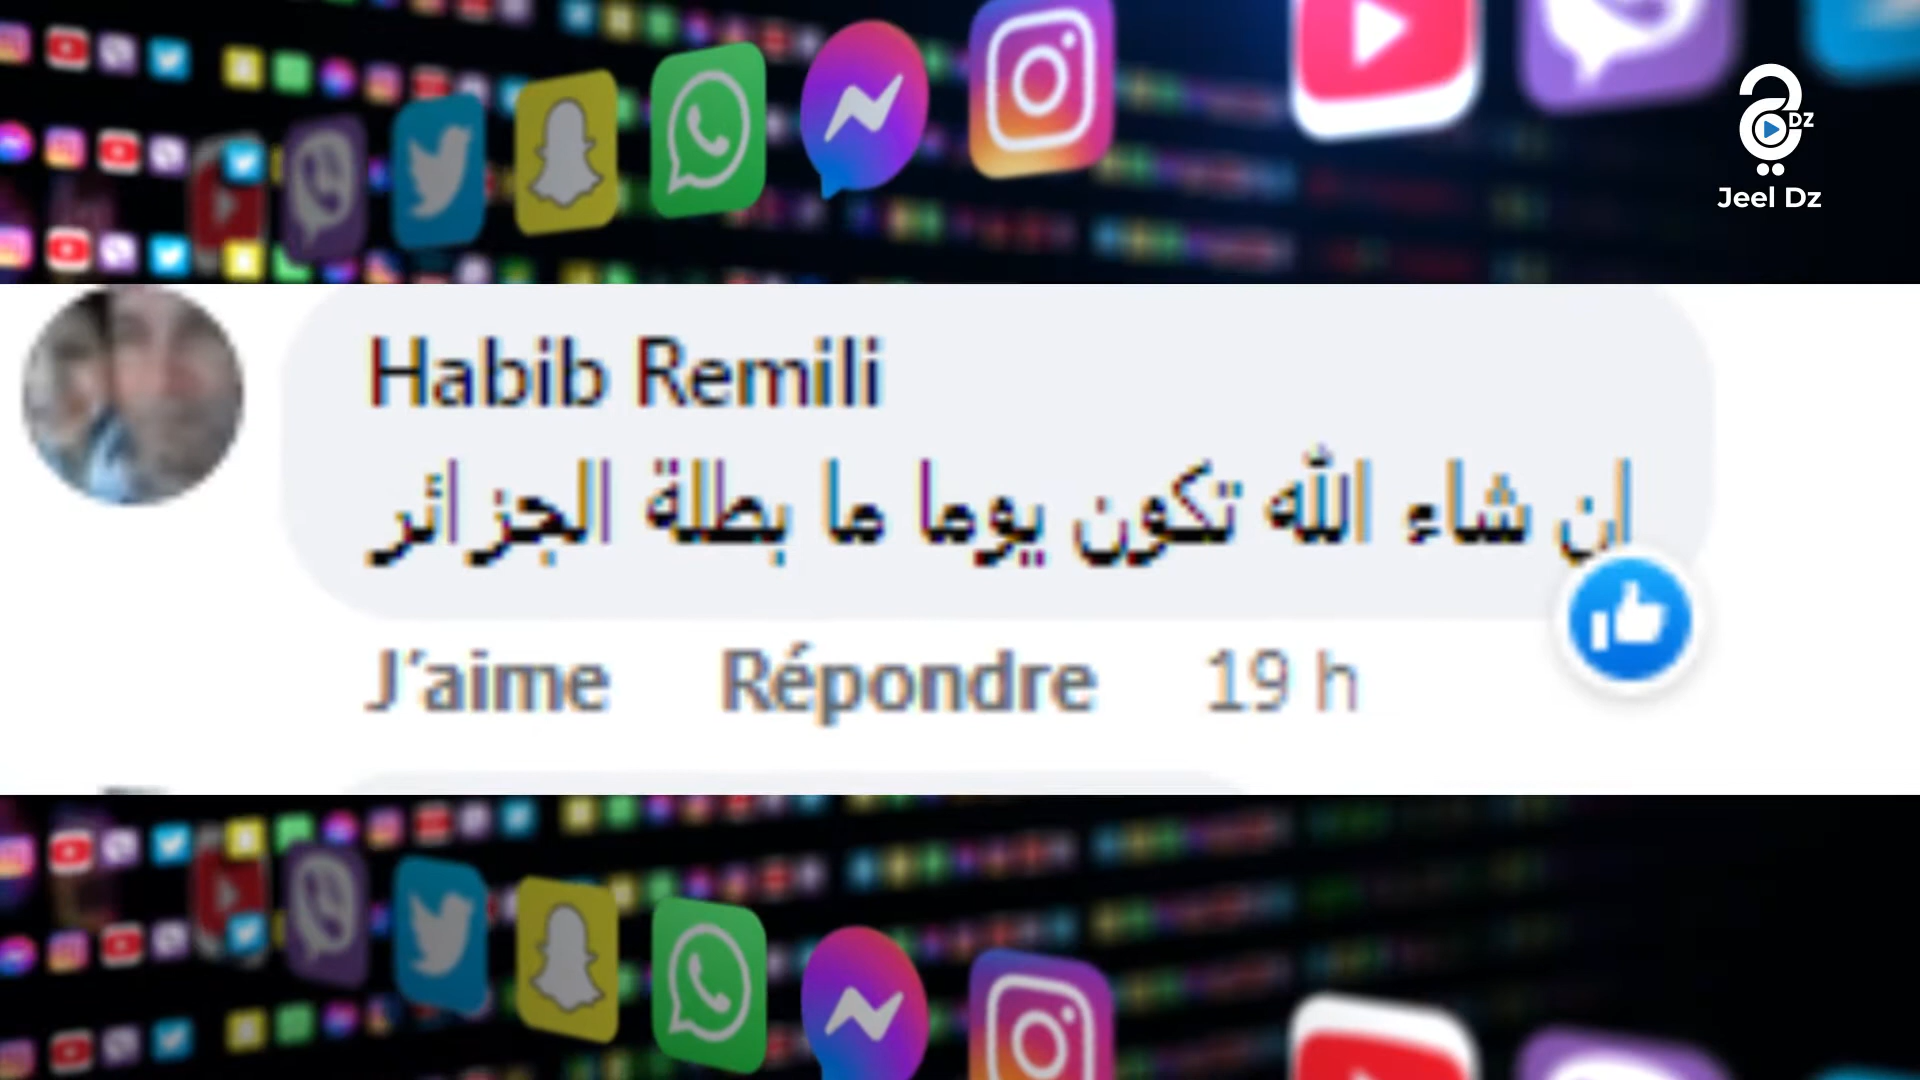 DZ
Jeel Dz
Habib Remili
ان شاء الله تكون يوما ما بطلة الجزائر
J'aime Répondre 19 h